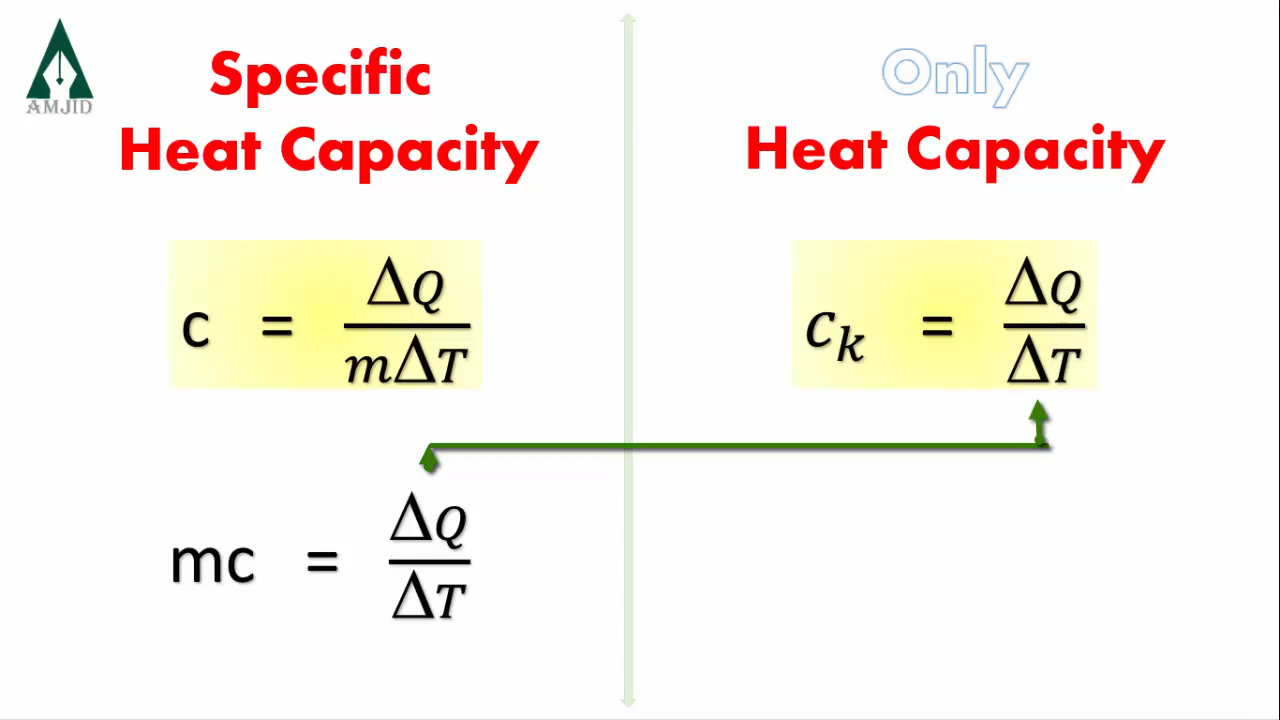 AMJID
Specific
Heat Capacity
c = ΔQ / mΔT
mc = ΔQ / ΔT
Only
Heat Capacity
c_k = ΔQ / ΔT